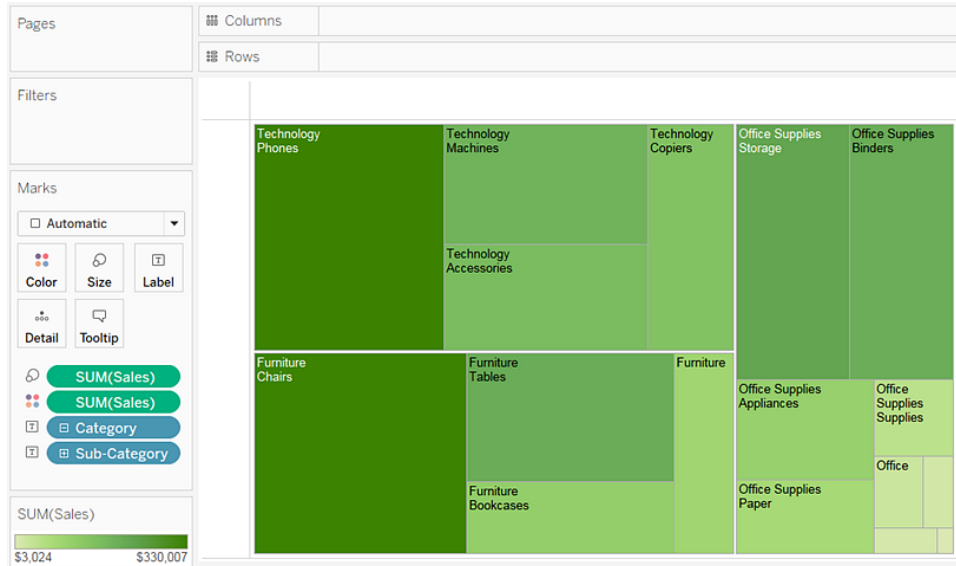 Pages
Columns
Rows
Filters
Marks
Automatic
Color
Size
Label
Detail
Tooltip
SUM(Sales)
SUM(Sales)
Category
Sub-Category
SUM(Sales)
$3,024
$330,007
Technology
Phones
Technology
Machines
Technology
Copiers
Technology
Accessories
Furniture
Chairs
Furniture
Tables
Furniture
Furniture
Bookcases
Office Supplies
Storage
Office Supplies
Binders
Office Supplies
Appliances
Office
Supplies
Supplies
Office
Office Supplies
Paper